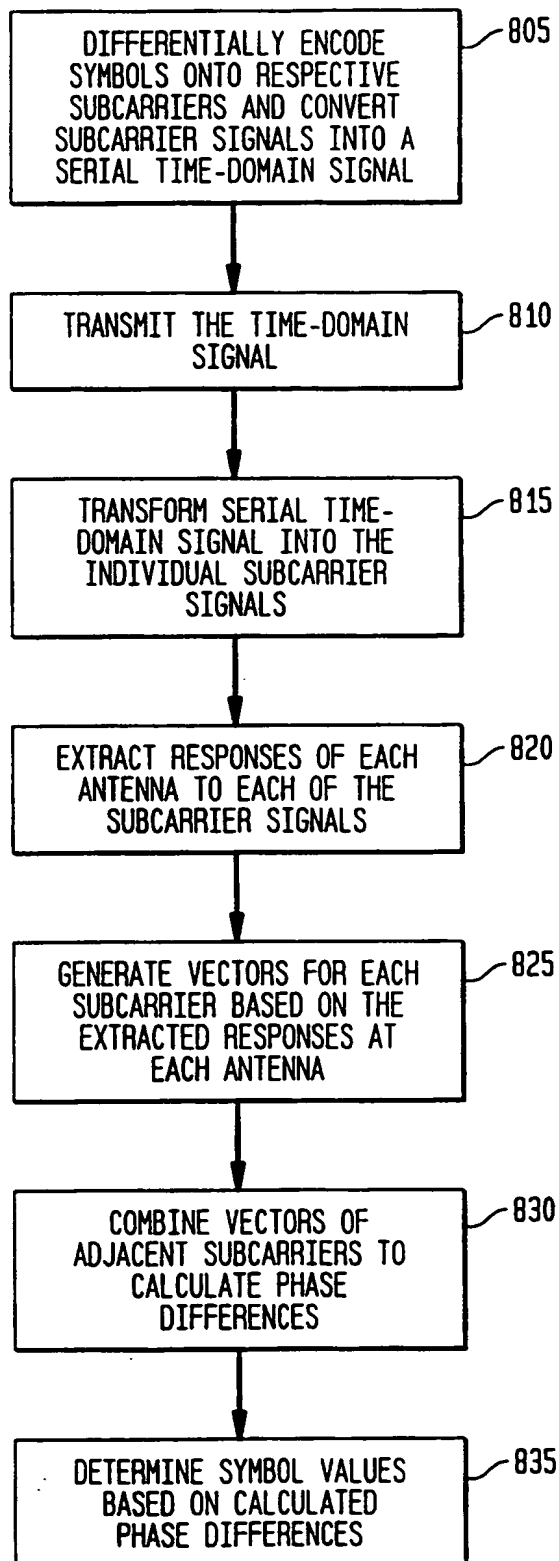 DIFFERENTIALLY ENCODE
SYMBOLS ONTO RESPECTIVE
SUBCARRIERS AND CONVERT
SUBCARRIER SIGNALS INTO A
SERIAL TIME-DOMAIN SIGNAL
805
TRANSMIT THE TIME-DOMAIN
SIGNAL
810
TRANSFORM SERIAL TIME-
DOMAIN SIGNAL INTO THE
INDIVIDUAL SUBCARRIER
SIGNALS
815
EXTRACT RESPONSES OF EACH
ANTENNA TO EACH OF THE
SUBCARRIER SIGNALS
820
GENERATE VECTORS FOR EACH
SUBCARRIER BASED ON THE
EXTRACTED RESPONSES AT
EACH ANTENNA
825
COMBINE VECTORS OF
ADJACENT SUBCARRIERS TO
CALCULATE PHASE
DIFFERENCES
830
DETERMINE SYMBOL VALUES
BASED ON CALCULATED
PHASE DIFFERENCES
835